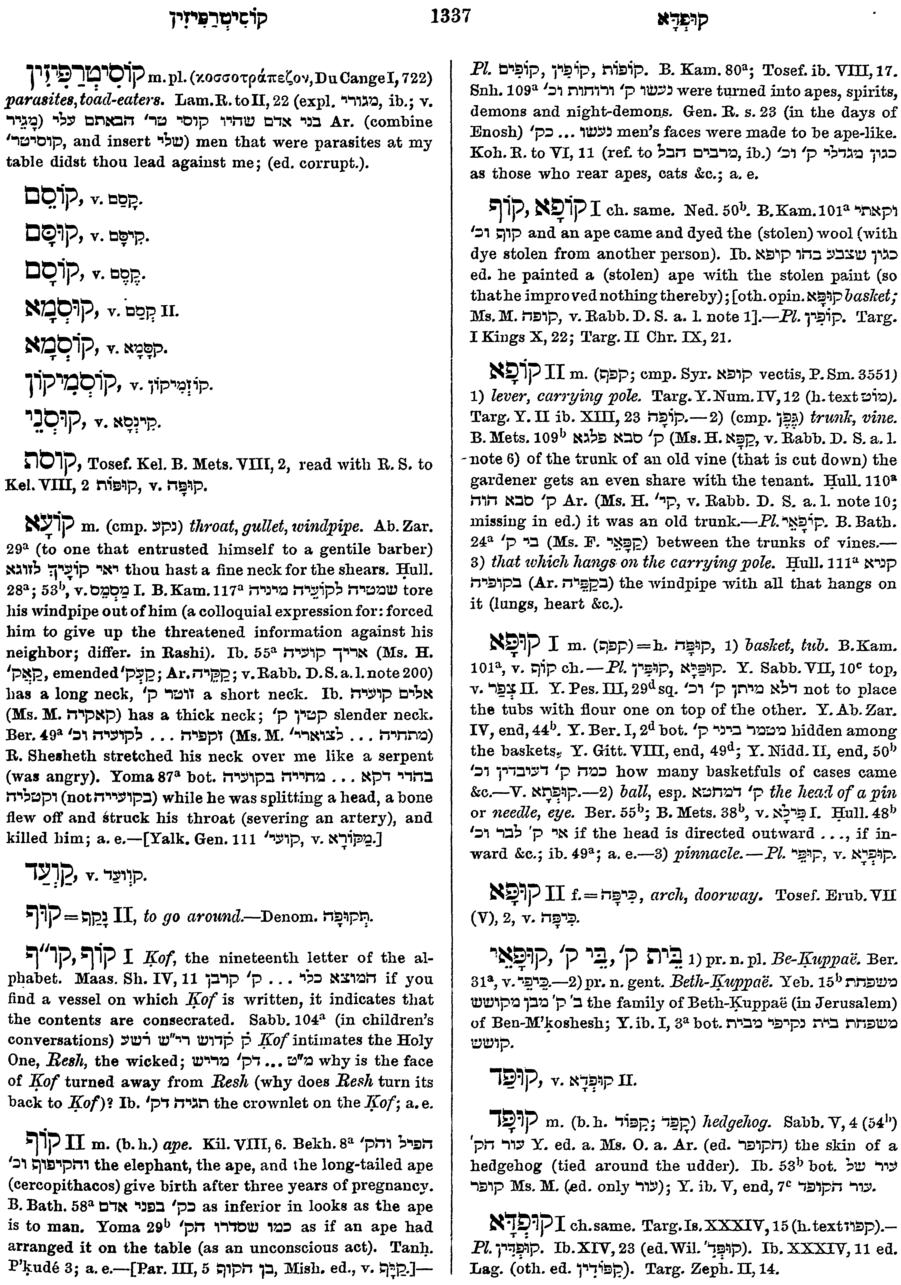 קוֹסִיטְרַפִּיזִין 1337 קוּפְּדָּא
קוֹסִיטְרַפִּיזִין m. pl. (κοσσοτράπεζον, Du Cange I, 722)
parasites, toad-eaters. Lam. R. to II, 22 (expl. מגורי, ib.; v.
מָגֵיר) בני אדם שהיו קוסי טר' הבאתם עלי Ar. (combine
קוסיטר', and insert שלי) men that were parasites at my
table didst thou lead against me; (ed. corrupt.).
קוֹסֵם, v. קָסַם.
קוּסָּם, v. קִיסָּם.
קוֹסֶם, v. קֶסֶם.
קוּסְמָא, v. קְסַם II.
קוֹסְמָא, v. קִסְּמָא.
קוֹסְמִיקוֹן, v. קוֹזְמִיקוֹן.
קוּסְנֵי, v. קִינְסָא.
קוסת, Tosef. Kel. B. Mets. VIII, 2, read with R. S. to
Kel. VIII, 2 קופות, v. קוּפָּה.
קוֹעָא m. (cmp. נקע) throat, gullet, windpipe. Ab. Zar.
29a (to one that entrusted himself to a gentile barber)
יאי קוֹעָיךְ לזוגא thou hast a fine neck for the shears. Ḥull.
28a; 53b, v. מַסְמֵס I. B. Kam. 117a שמטיה לקוֹעֵיה מיניה tore
his windpipe out of him (a colloquial expression for: forced
him to give up the threatened information against his
neighbor; differ. in Rashi). Ib. 55a אריך קועיה (Ms. H.
קָאֵק', emended קָעֵק'; Ar. קָקֵיה; v. Rabb. D. S. a. l. note 200)
has a long neck, זוטר ק' a short neck. Ib. אלים קועיה
(Ms. M. קאקיה) has a thick neck; קטין ק' slender neck.
Ber. 49a זקפיה ... לקועיה וכ' (Ms. M. מתחיה ... לצואריי')
R. Shesheth stretched his neck over me like a serpent
(was angry). Yoma 87a bot. בהדי דקא ... מחייה בקועיה
וקטליה (not בקועייה) while he was splitting a head, a bone
flew off and struck his throat (severing an artery), and
killed him; a. e.—[Yalk. Gen. 111 קועי', v. מַקּוֹרָא.]
קְוַעַד, v. קווער.
קוּף = נָקַף II, to go around.—Denom. תְּקוּפָה.
קוֹף, קו״ף I Ḳof, the nineteenth letter of the al-
phabet. Maas. Sh. IV, 11 המוצא כלי ... ק' קרבן if you
find a vessel on which Ḳof is written, it indicates that
the contents are consecrated. Sabb. 104a (in children's
conversations) ק קדוש רי״ש רשע Ḳof intimates the Holy
One, Resh, the wicked; מ״ט ... דק' מריש why is the face
of Ḳof turned away from Resh (why does Resh turn its
back to Ḳof)? Ib. תגיה דק' the crownlet on the Ḳof; a. e.
קוֹף II m. (b. h.) ape. Kil. VIII, 6. Bekh. 8a הפיל והק'
והקיפוף וכ' the elephant, the ape, and the long-tailed ape
(cercopithacos) give birth after three years of pregnancy.
B. Bath. 58a כק' בפני אדם as inferior in looks as the ape
is to man. Yoma 29b כמו שסדרו הק' as if an ape had
arranged it on the table (as an unconscious act). Tanḥ.
P'ḳudé 3; a. e.—[Par. III, 5 בן הקוף, Mish. ed., v. קַיָּף.]—
Pl. קוֹפִים, קוֹפִין, קוֹפוֹת. B. Kam. 80a; Tosef. ib. VIII, 17.
Snh. 109a נעשו ק' ורוחות וכ' were turned into apes, spirits,
demons and night-demons. Gen. R. s. 23 (in the days of
Enosh) נעשו ... כק' men's faces were made to be ape-like.
Koh. R. to VI, 11 (ref. to מרבים הבל, ib.) כגון מגדלי ק' וכ'
as those who rear apes, cats &c.; a. e.
קוֹף, קוֹפָא I ch. same. Ned. 50b. B. Kam. 101a וקאתי
קוף וכ' and an ape came and dyed the (stolen) wool (with
dye stolen from another person). Ib. כגון שצבע בהו קופא
ed. he painted a (stolen) ape with the stolen paint (so
that he improved nothing thereby); [oth. opin. קוּפָּא basket;
Ms. M. קופה, v. Rabb. D. S. a. l. note 1].—Pl. קוֹפִין. Targ.
I Kings X, 22; Targ. II Chr. IX, 21.
קוֹפָא II m. (קפף; cmp. Syr. קופא vectis, P. Sm. 3551)
1) lever, carrying pole. Targ. Y. Num. IV, 12 (h. text מוֹט).
Targ. Y. II ib. XIII, 23 קוֹפָה.—2) (cmp. גֶּפֶן) trunk, vine.
B. Mets. 109b ק' סבא פלגא (Ms. H. קַפָּא, v. Rabb. D. S. a. l.
note 6) of the trunk of an old vine (that is cut down) the
gardener gets an even share with the tenant. Ḥull. 110a
ק' סבא הוה Ar. (Ms. H. קי', v. Rabb. D. S. a. l. note 10;
missing in ed.) it was an old trunk.—Pl. קוֹפָאֵי. B. Bath.
24a בי ק' (Ms. F. קַפָּאֵי) between the trunks of vines.—
3) that which hangs on the carrying pole. Ḥull. 111a קניא
בקופיה (Ar. בקַפֵּיה) the windpipe with all that hangs on
it (lungs, heart &c.).
קוּפָּא I m. (קפף) = h. קוּפָּה, 1) basket, tub. B. Kam.
101a, v. קוֹף ch.—Pl. קוּפַּיָּא, קוּפִּין. Y. Sabb. VII, 10c top,
v. צְפַר II. Y. Pes. III, 29d sq. דלא מיתן ק' וכ' not to place
the tubs with flour one on top of the other. Y. Ab. Zar.
IV, end, 44b. Y. Ber. I, 2d bot. מטמר ביני ק' hidden among
the baskets; Y. Gitt. VIII, end, 49d; Y. Nidd. II, end, 50b
כמה ק' דעיבדין וכ' how many basketfuls of cases came
&c.—V. קוּפְּתָא.—2) ball, esp. ק' דמחטא the head of a pin
or needle, eye. Ber. 55b; B. Mets. 38b, v. פִּילָא I. Ḥull. 48b
אי ק' לבר וכ' if the head is directed outward ..., if in-
ward &c.; ib. 49a; a. e.—3) pinnacle.—Pl. קוּפֵּי, v. קוּפְרָא.
קוּפָּא II f. = כִּיפָּה, arch, doorway. Tosef. Erub. VII
(V), 2, v. כִּיפָּה.
קוּפָּאֵי, בֵּי ק', בֵּית ק' 1) pr. n. pl. Be-Ḳuppaë. Ber.
31a, v. כִּיפֵי.—2) pr. n. gent. Beth-Ḳuppaë. Yeb. 15b משפחת
ב' ק' מבן מקושש the family of Beth-Ḳuppaë (in Jerusalem)
of Ben-M'ḳoshesh; Y. ib. I, 3a bot. משפחת בית נקיפי מבית
קושש.
קוּפַּד, v. קוּפְּדָא II.
קוּפָּד m. (b. h. קִפּוֹד; קָפַד) hedgehog. Sabb. V, 4 (54b)
עור הק' Y. ed. a. Ms. O. a. Ar. (ed. הקופר) the skin of a
hedgehog (tied around the udder). Ib. 53b bot. עור של
קופר Ms. M. (ed. only עור); Y. ib. V, end, 7c עור הקופד.
קוּפְּדָא I ch. same. Targ. Is. XXXIV, 15 (h. text קפוז).—
Pl. קוּפְּדִין. Ib. XIV, 23 (ed. Wil. קוּפְּד'). Ib. XXXIV, 11 ed.
Lag. (oth. ed. קִפּוֹדִין). Targ. Zeph. II, 14.